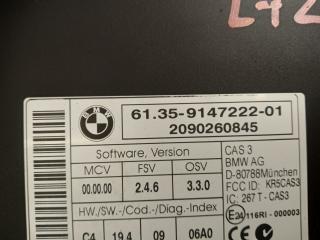 BMW
61.35-9147222-01
2090260845
Software, Version
MCV FSV OSV
00.00.00 2.4.6 3.3.0
HW./SW.-/Cod.-/Diag.-Index
C4 19.4 09 06A0
CAS 3
BMW AG
D-80788München
FCC ID: KR5CAS3
IC: 267 T - CAS3
E24 116RI - 000003